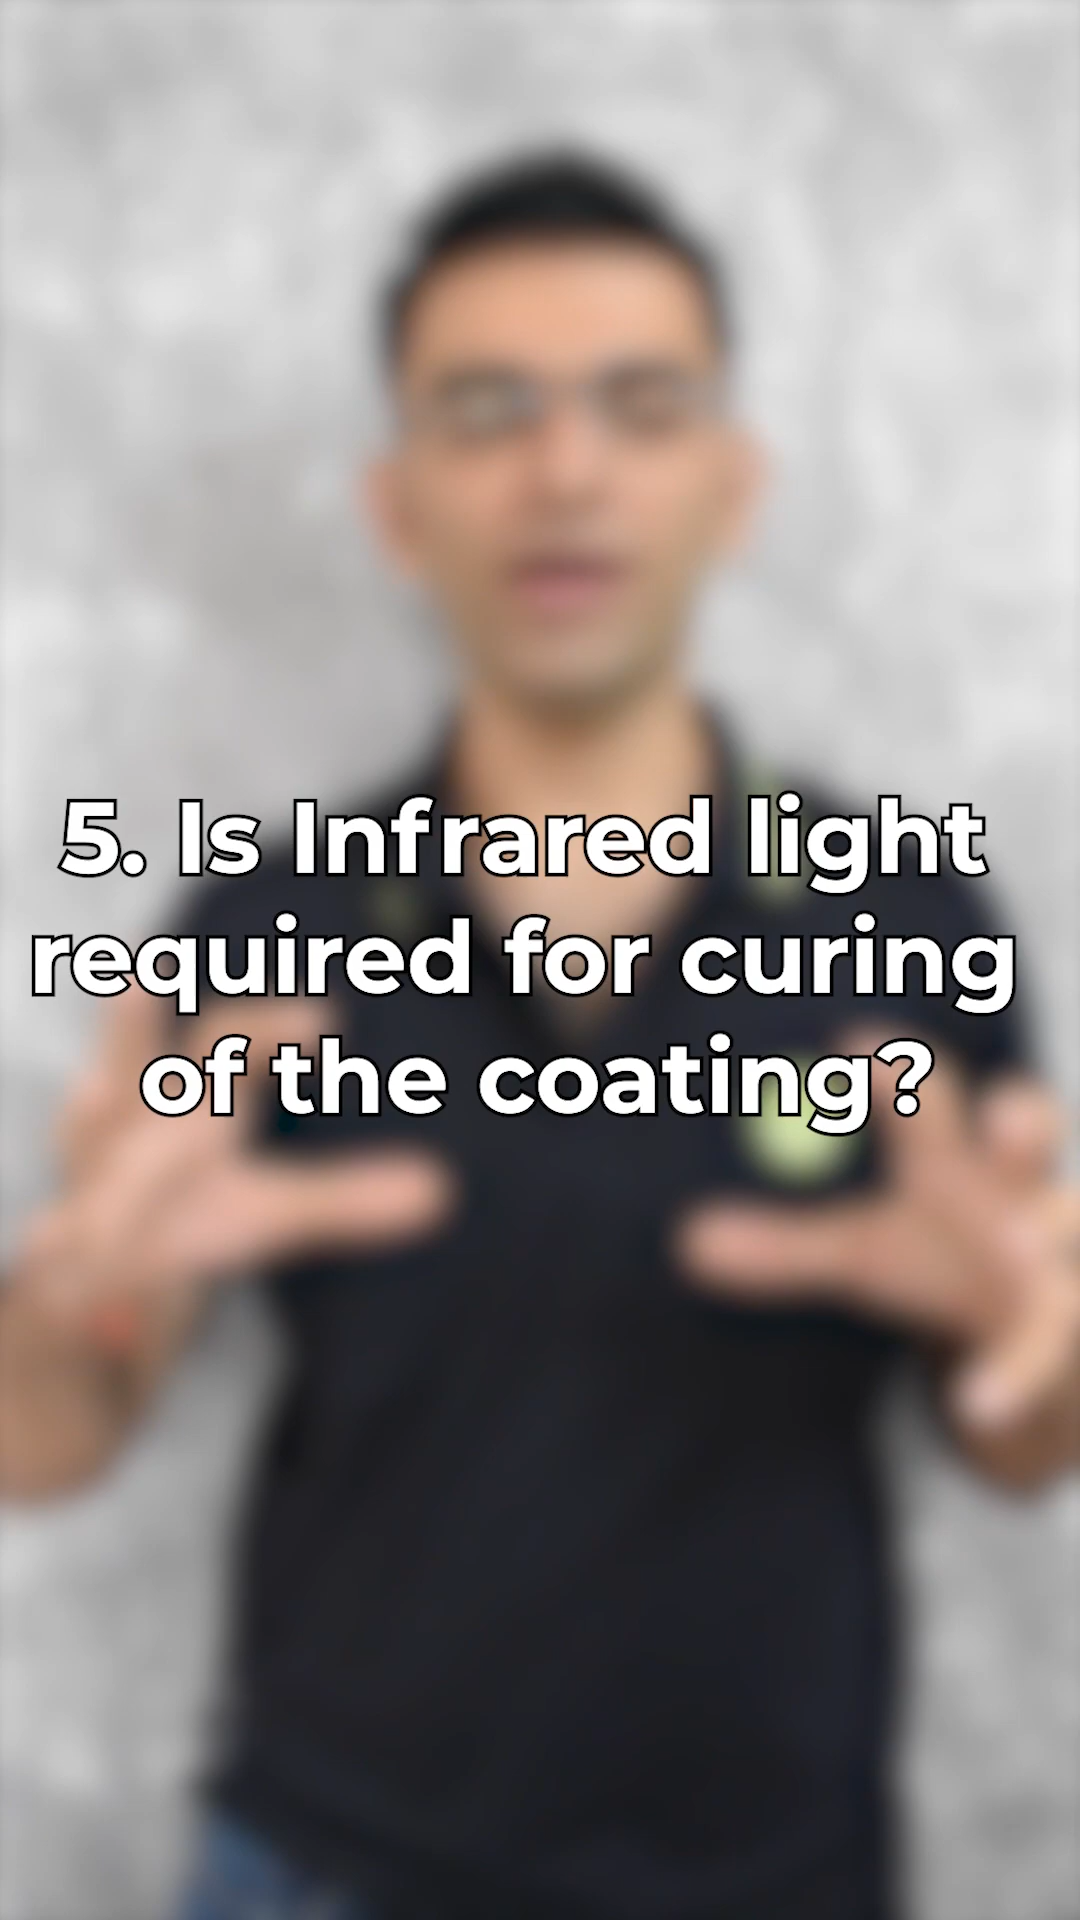 5. Is Infrared light
required for curing
of the coating?